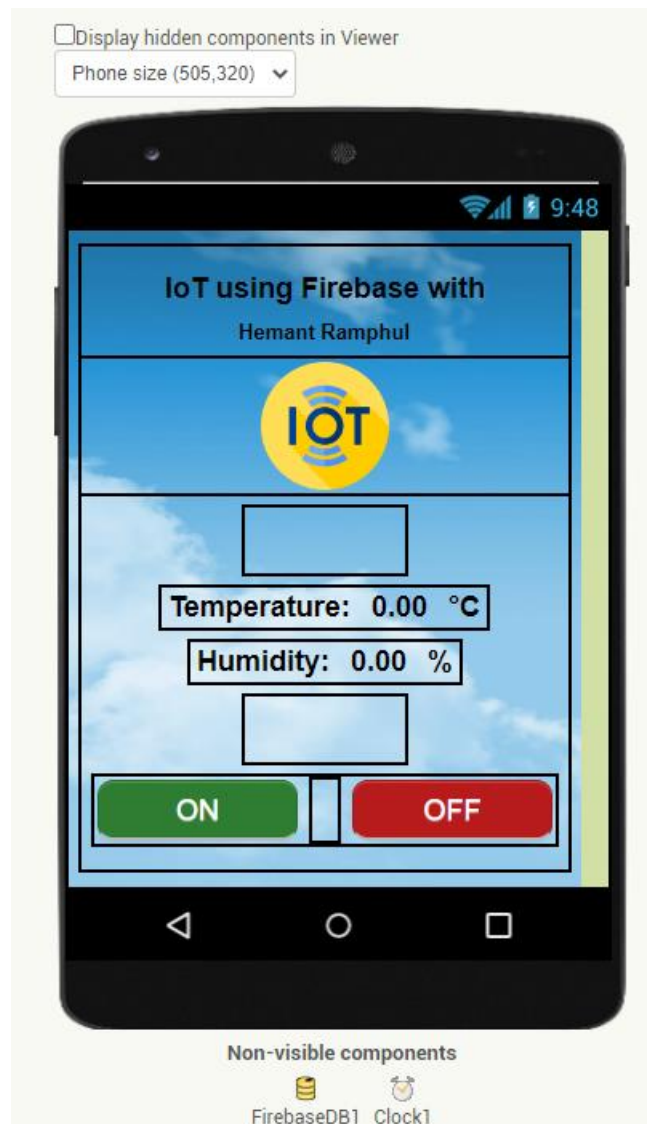 Display hidden components in Viewer
Phone size (505,320)
9:48
IoT using Firebase with
Hemant Ramphul
IOT
Temperature: 0.00 °C
Humidity: 0.00 %
ON OFF
Non-visible components
FirebaseDB1 Clock1